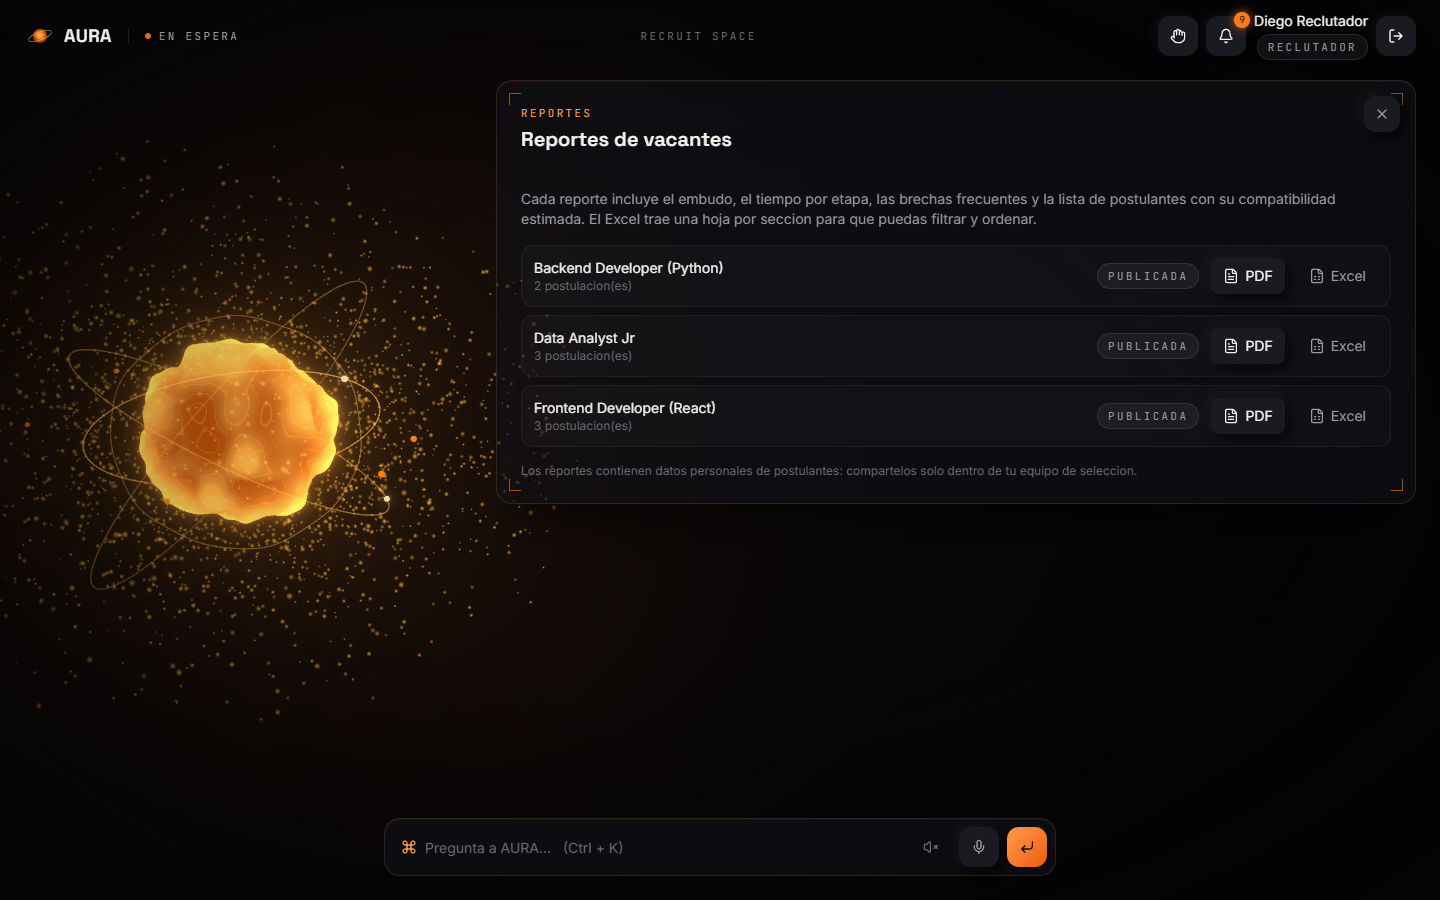 AURA
EN ESPERA
RECRUIT SPACE
9
Diego Reclutador
RECLUTADOR
REPORTES
Reportes de vacantes
Cada reporte incluye el embudo, el tiempo por etapa, las brechas frecuentes y la lista de postulantes con su compatibilidad
estimada. El Excel trae una hoja por seccion para que puedas filtrar y ordenar.
Backend Developer (Python)
2 postulacion(es)
PUBLICADA
PDF
Excel
Data Analyst Jr
3 postulacion(es)
PUBLICADA
PDF
Excel
Frontend Developer (React)
3 postulacion(es)
PUBLICADA
PDF
Excel
Los reportes contienen datos personales de postulantes: compartelos solo dentro de tu equipo de seleccion.
⌘ Pregunta a AURA... (Ctrl + K)